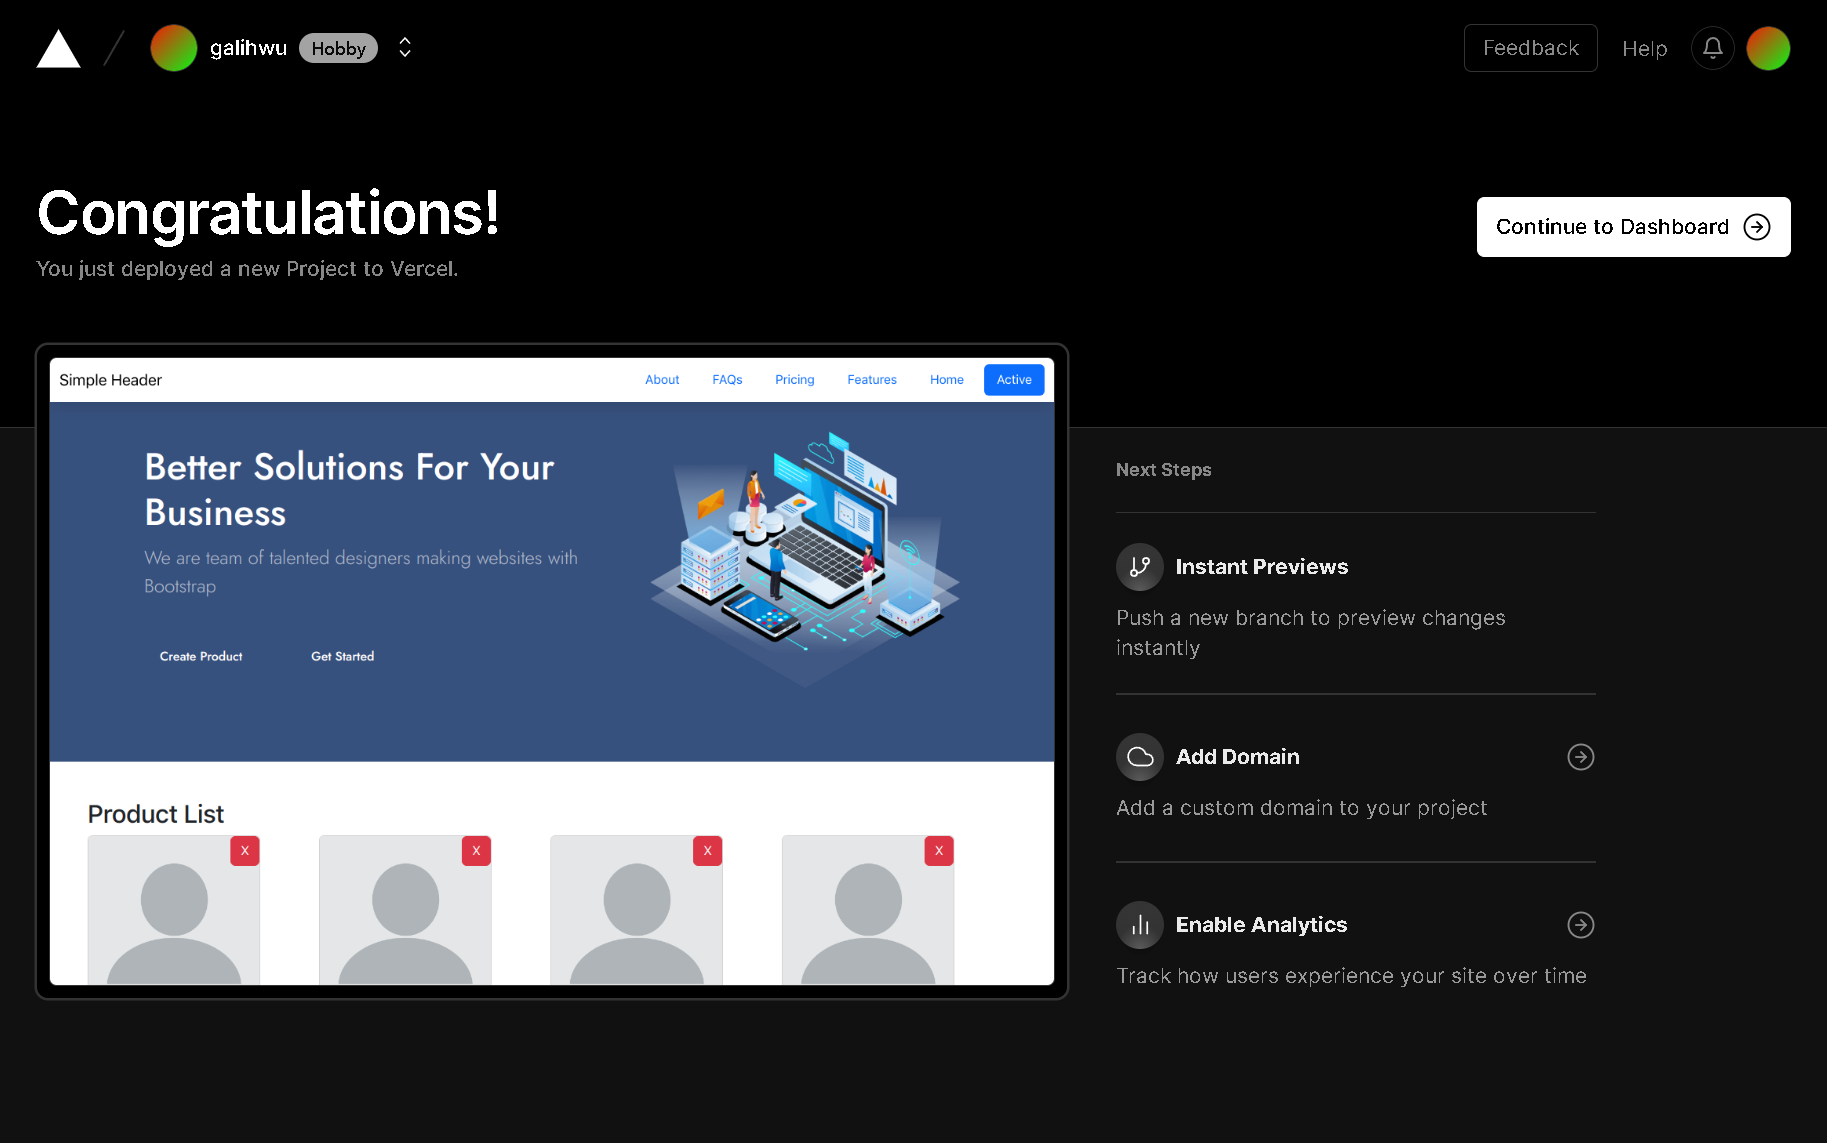 galihwu Hobby
Feedback Help
Congratulations!
You just deployed a new Project to Vercel.
Continue to Dashboard
Simple Header About FAQs Pricing Features Home Active
Better Solutions For Your
Business
We are team of talented designers making websites with
Bootstrap
Create Product Get Started
Product List
X X X X
Next Steps
Instant Previews
Push a new branch to preview changes
instantly
Add Domain
Add a custom domain to your project
Enable Analytics
Track how users experience your site over time